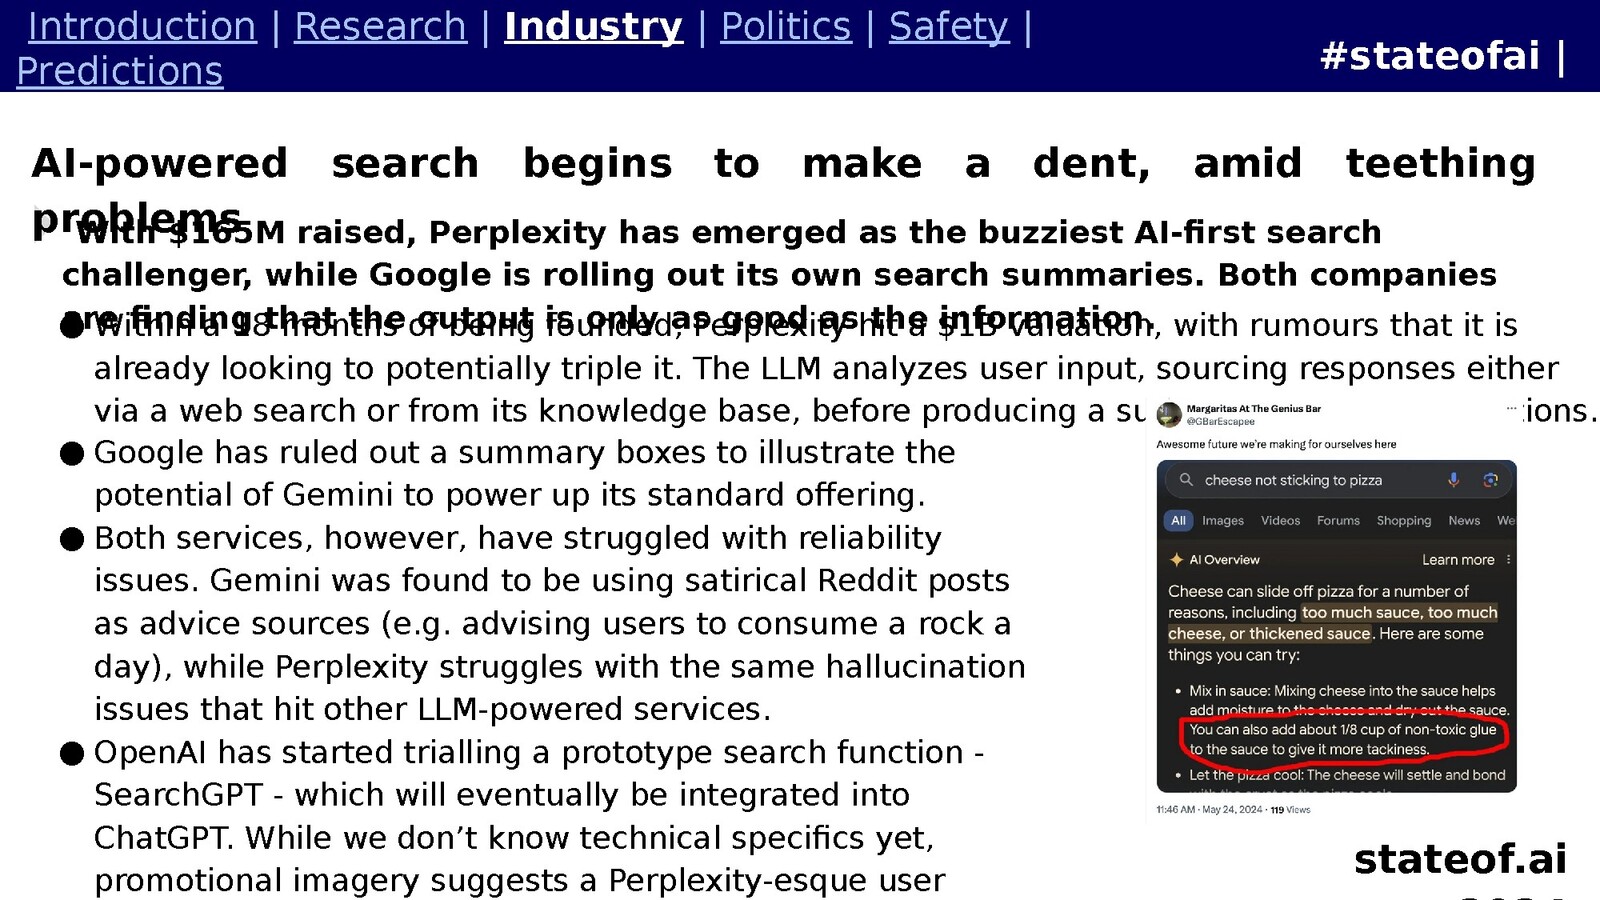 Introduction | Research | Industry | Politics | Safety |
Predictions
#stateofai |
AI-powered search begins to make a dent, amid teething
problems
With $165M raised, Perplexity has emerged as the buzziest AI-first search
challenger, while Google is rolling out its own search summaries. Both companies
are finding that the output is only as good as the information.
● Within a 18 months of being founded, Perplexity hit a $1B valuation, with rumours that it is
already looking to potentially triple it. The LLM analyzes user input, sourcing responses either
via a web search or from its knowledge base, before producing a
● Google has ruled out a summary boxes to illustrate the
potential of Gemini to power up its standard offering.
● Both services, however, have struggled with reliability
issues. Gemini was found to be using satirical Reddit posts
as advice sources (e.g. advising users to consume a rock a
day), while Perplexity struggles with the same hallucination
issues that hit other LLM-powered services.
● OpenAI has started trialling a prototype search function -
SearchGPT - which will eventually be integrated into
ChatGPT. While we don’t know technical specifics yet,
promotional imagery suggests a Perplexity-esque user
Margaritas At The Genius Bar
@GBarEscapee
Awesome future we're making for ourselves here
cheese not sticking to pizza
All Images Videos Forums Shopping News We
AI Overview Learn more
Cheese can slide off pizza for a number of
reasons, including too much sauce, too much
cheese, or thickened sauce. Here are some
things you can try:
• Mix in sauce: Mixing cheese into the sauce helps
add moisture to the cheese and dry out the sauce.
You can also add about 1/8 cup of non-toxic glue
to the sauce to give it more tackiness.
• Let the pizza cool: The cheese will settle and bond
11:46 AM · May 24, 2024 · 119 Views
stateof.ai